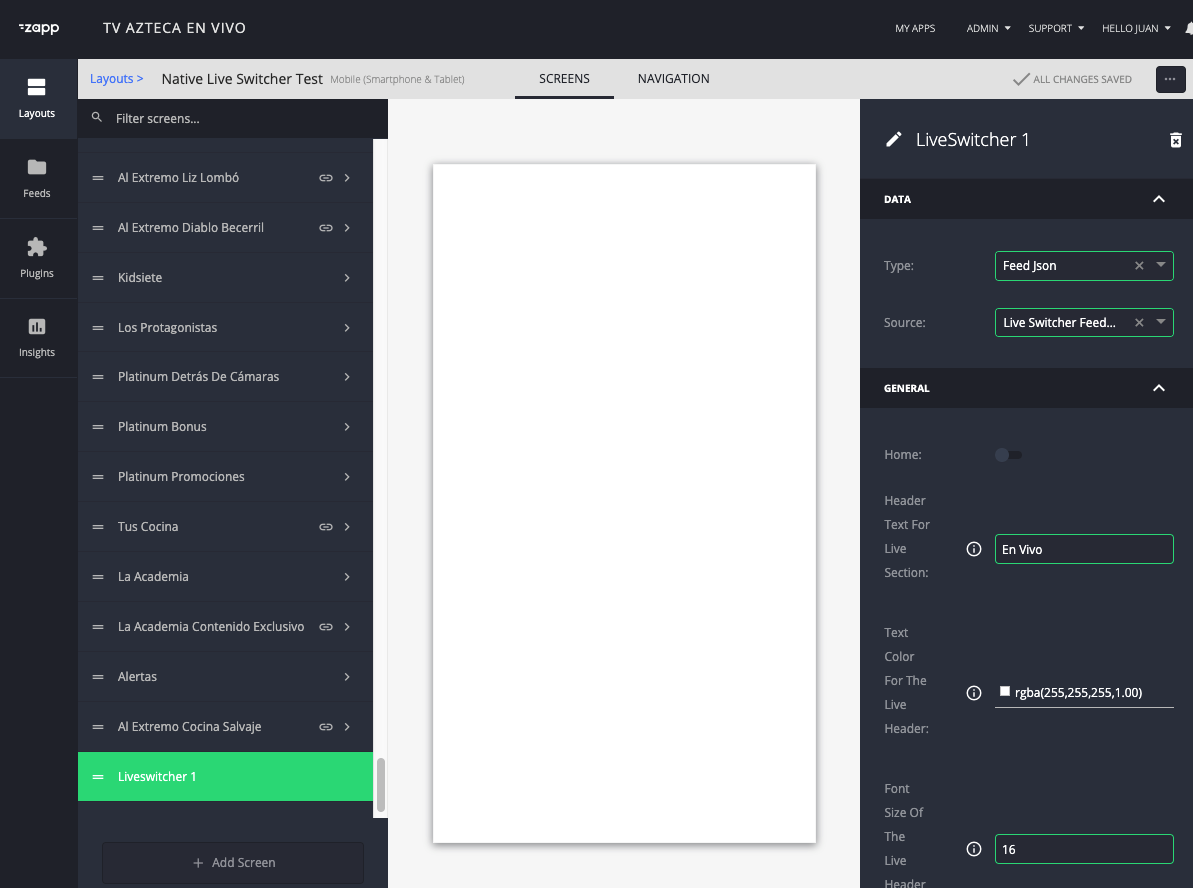 zapp
TV AZTECA EN VIVO
MY APPS
ADMIN
SUPPORT
HELLO JUAN
Layouts >
Native Live Switcher Test
Mobile (Smartphone & Tablet)
SCREENS
NAVIGATION
ALL CHANGES SAVED
...
Layouts
Feeds
Plugins
Insights
Filter screens...
Al Extremo Liz Lombó
Al Extremo Diablo Becerril
Kidsiete
Los Protagonistas
Platinum Detrás De Cámaras
Platinum Bonus
Platinum Promociones
Tus Cocina
La Academia
La Academia Contenido Exclusivo
Alertas
Al Extremo Cocina Salvaje
Liveswitcher 1
+ Add Screen
LiveSwitcher 1
DATA
Type:
Feed Json
Source:
Live Switcher Feed...
GENERAL
Home:
Header
Text For
Live
Section:
En Vivo
Text
Color
For The
Live
Header:
rgba(255,255,255,1.00)
Font
Size Of
The
Live
Header
16